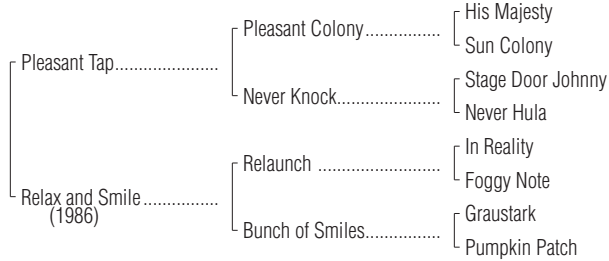 His Majesty
Pleasant Colony
Sun Colony
Pleasant Tap
Stage Door Johnny
Never Knock
Never Hula
In Reality
Relaunch
Foggy Note
Relax and Smile
(1986)
Graustark
Bunch of Smiles
Pumpkin Patch